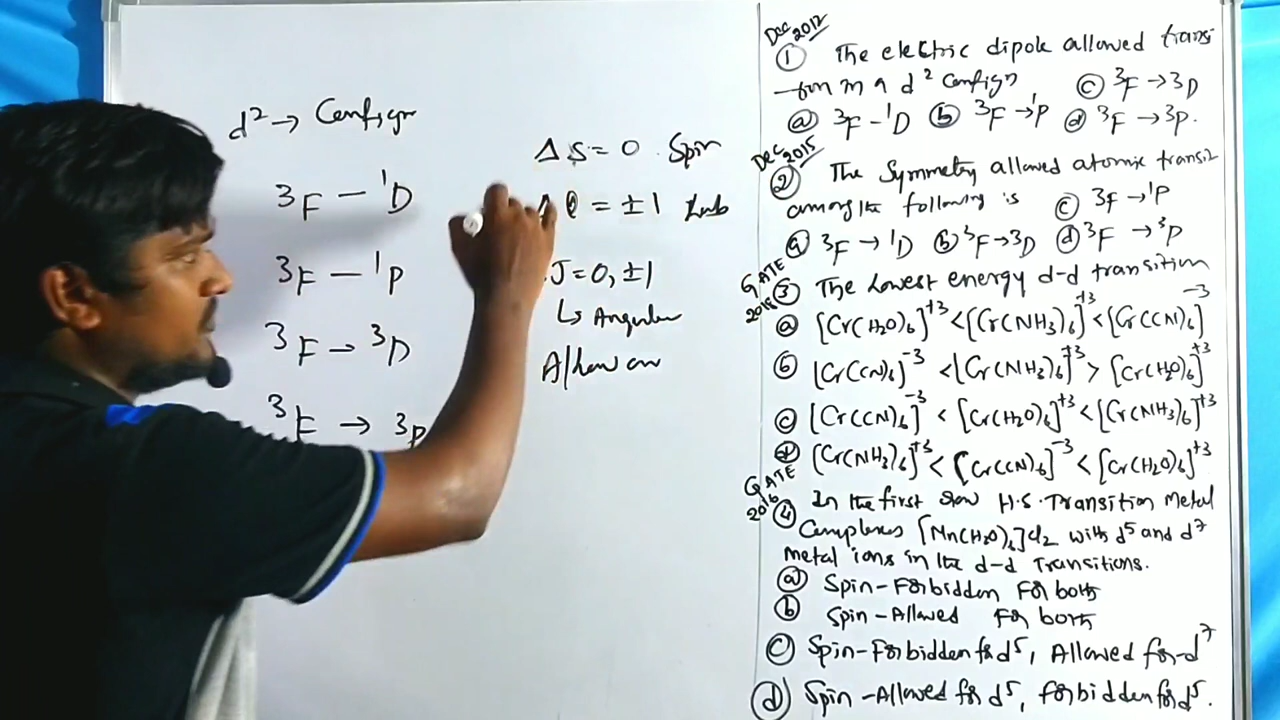 d² → Confign
³F – ¹D
³F – ¹P
³F → ³D
³F → ³P
Δ S = 0 Spin
l = ±1
J = 0, ±1
↳ Angular
Dec 2012
① The electric dipole allowed transi
-tion in a d² Config ⓒ ³F → ³D
ⓐ ³F – ¹D ⓑ ³F → ¹P ⓓ ³F → ³P.
Dec 2015
② The Symmetry allowed atomic transit
among the following is ⓒ ³F → ¹P
ⓐ ³F → ¹D ⓑ ³F → ³D ⓓ ³F → ³P
GATE
③ The Lowest energy d-d transition
ⓐ [Cr(H₂O)₆]⁺³ < [Cr(NH₃)₆]⁺³ < [Cr(CN)₆]⁻³
ⓑ [Cr(CN)₆]⁻³ < [Cr(NH₃)₆]⁺³ > [Cr(H₂O)₆]⁺³
ⓒ [Cr(CN)₆]⁻³ < [Cr(H₂O)₆]⁺³ < [Cr(NH₃)₆]⁺³
ⓓ [Cr(NH₃)₆]⁺³ < [Cr(CN)₆]⁻³ < [Cr(H₂O)₆]⁺³
GATE 2016
④ In the first row H.S. Transition Metal
Complexes [Mn(H₂O)₆]Cl₂ with d⁵ and d⁷
metal ions in the d-d Transitions.
ⓐ Spin-Forbidden For both
ⓑ Spin-Allowed For both
ⓒ Spin-Forbidden for d⁵, Allowed for d⁷
ⓓ Spin-Allowed for d⁵, forbidden for d⁵.